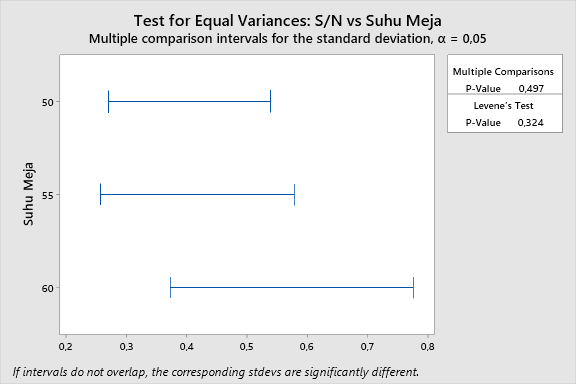 Test for Equal Variances: S/N vs Suhu Meja
Multiple comparison intervals for the standard deviation, α = 0,05
Multiple Comparisons
P-Value 0,497
Levene's Test
P-Value 0,324
Suhu Meja
50
55
60
0,2 0,3 0,4 0,5 0,6 0,7 0,8
If intervals do not overlap, the corresponding stdevs are significantly different.